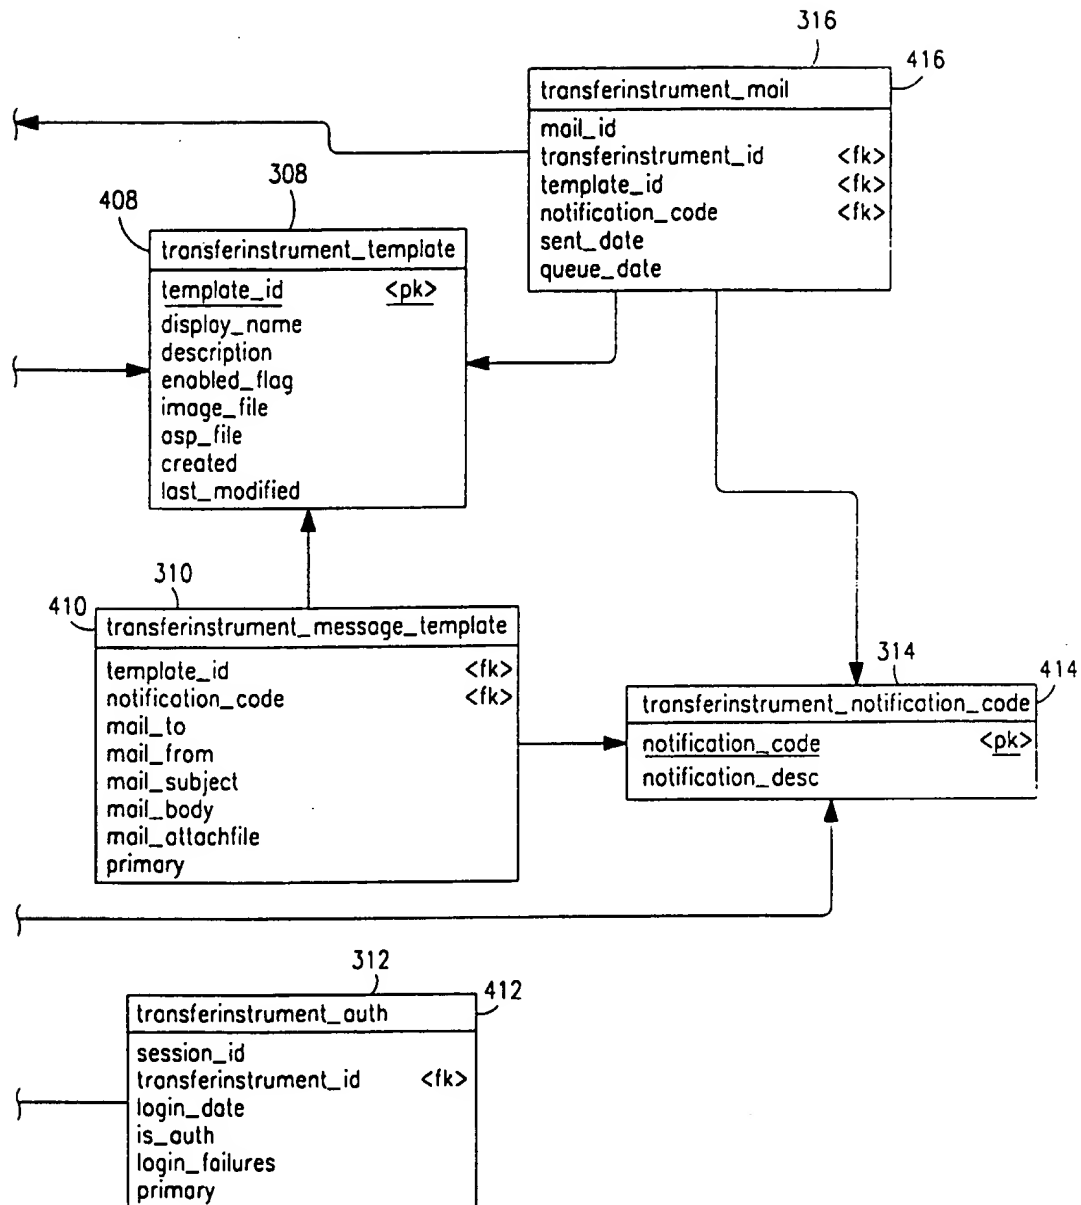 316
416
transferinstrument_mail
mail_id
transferinstrument_id <fk>
template_id <fk>
notification_code <fk>
sent_date
queue_date
308
408
transferinstrument_template
template_id <pk>
display_name
description
enabled_flag
image_file
asp_file
created
last_modified
310
410
transferinstrument_message_template
template_id <fk>
notification_code <fk>
mail_to
mail_from
mail_subject
mail_body
mail_attachfile
primary
314
414
transferinstrument_notification_code
notification_code <pk>
notification_desc
312
412
transferinstrument_auth
session_id
transferinstrument_id <fk>
login_date
is_auth
login_failures
primary